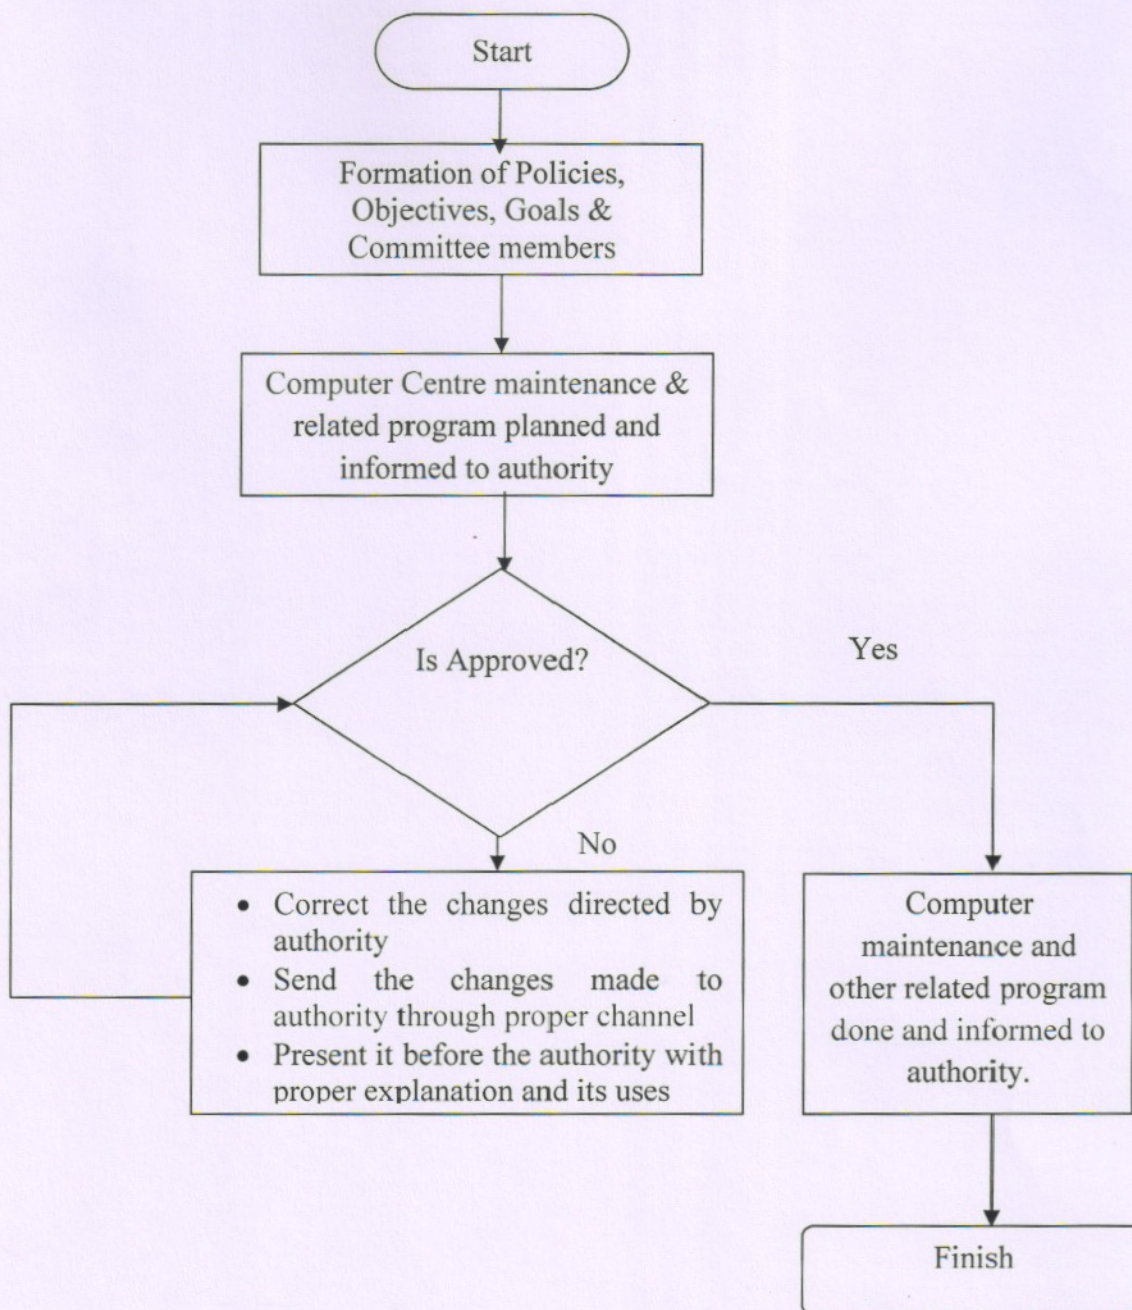 Start
Formation of Policies,
Objectives, Goals &
Committee members
Computer Centre maintenance &
related program planned and
informed to authority
Is Approved?
Yes
No
• Correct the changes directed by
authority
• Send the changes made to
authority through proper channel
• Present it before the authority with
proper explanation and its uses
Computer
maintenance and
other related program
done and informed to
authority.
Finish